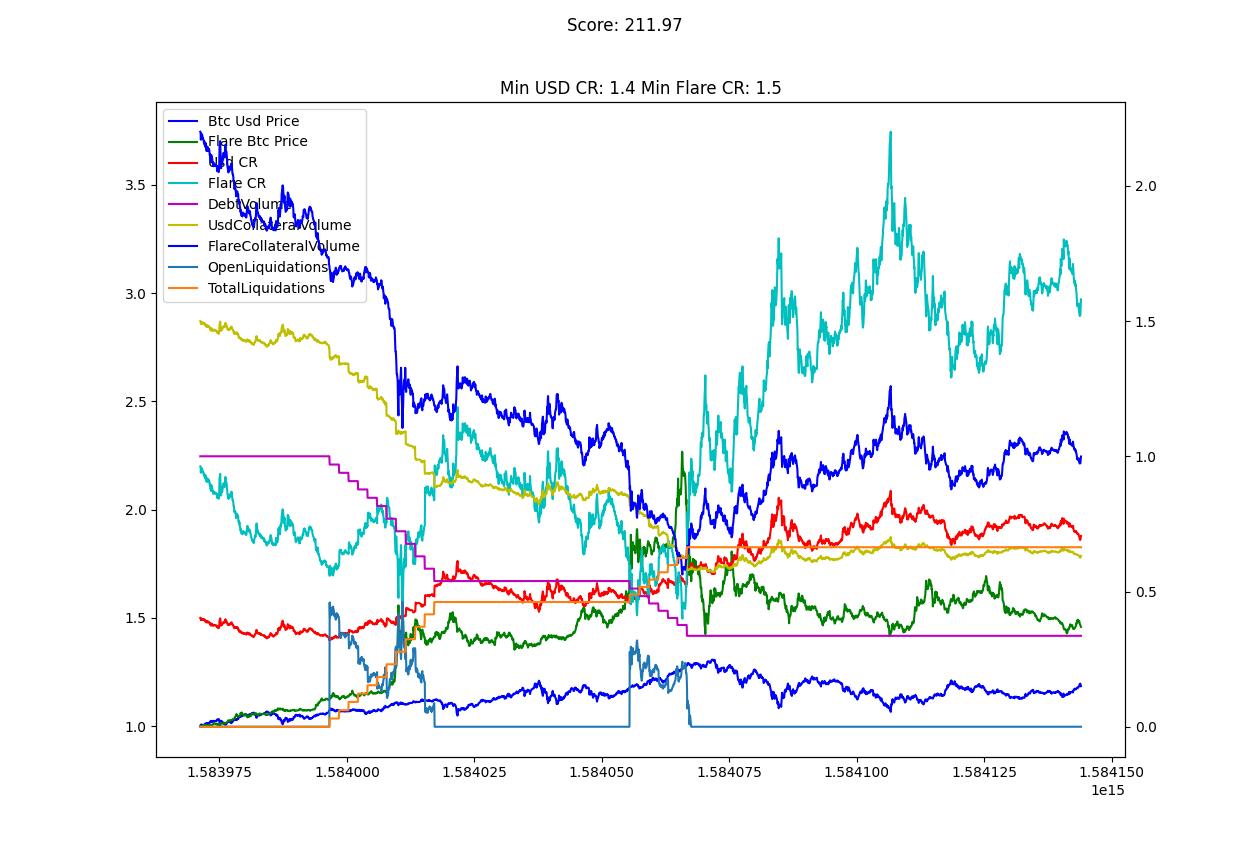 Score: 211.97
Min USD CR: 1.4 Min Flare CR: 1.5
Btc Usd Price
Flare Btc Price
Usd CR
Flare CR
DebtVolume
UsdCollateralVolume
FlareCollateralVolume
OpenLiquidations
TotalLiquidations
3.5
3.0
2.5
2.0
1.5
1.0
2.0
1.5
1.0
0.5
0.0
1.583975 1.584000 1.584025 1.584050 1.584075 1.584100 1.584125 1.584150
1e15